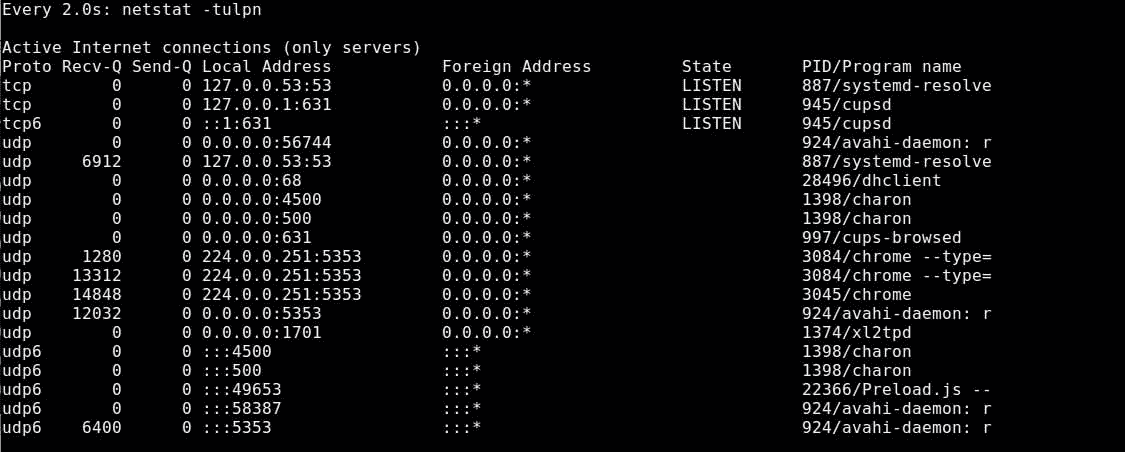 Every 2.0s: netstat -tulpn
Active Internet connections (only servers)
Proto Recv-Q Send-Q Local Address           Foreign Address         State       PID/Program name
tcp        0      0 127.0.0.53:53           0.0.0.0:*               LISTEN      887/systemd-resolve
tcp        0      0 127.0.0.1:631           0.0.0.0:*               LISTEN      945/cupsd
tcp6       0      0 ::1:631                 :::*                    LISTEN      945/cupsd
udp        0      0 0.0.0.0:56744           0.0.0.0:*                           924/avahi-daemon: r
udp     6912      0 127.0.0.53:53           0.0.0.0:*                           887/systemd-resolve
udp        0      0 0.0.0.0:68              0.0.0.0:*                           28496/dhclient
udp        0      0 0.0.0.0:4500            0.0.0.0:*                           1398/charon
udp        0      0 0.0.0.0:500             0.0.0.0:*                           1398/charon
udp        0      0 0.0.0.0:631             0.0.0.0:*                           997/cups-browsed
udp     1280      0 224.0.0.251:5353        0.0.0.0:*                           3084/chrome --type=
udp    13312      0 224.0.0.251:5353        0.0.0.0:*                           3084/chrome --type=
udp    14848      0 224.0.0.251:5353        0.0.0.0:*                           3045/chrome
udp    12032      0 0.0.0.0:5353            0.0.0.0:*                           924/avahi-daemon: r
udp        0      0 0.0.0.0:1701            0.0.0.0:*                           1374/xl2tpd
udp6       0      0 :::4500                 :::*                                1398/charon
udp6       0      0 :::500                  :::*                                1398/charon
udp6       0      0 :::49653                :::*                                22366/Preload.js --
udp6       0      0 :::58387                :::*                                924/avahi-daemon: r
udp6    6400      0 :::5353                 :::*                                924/avahi-daemon: r